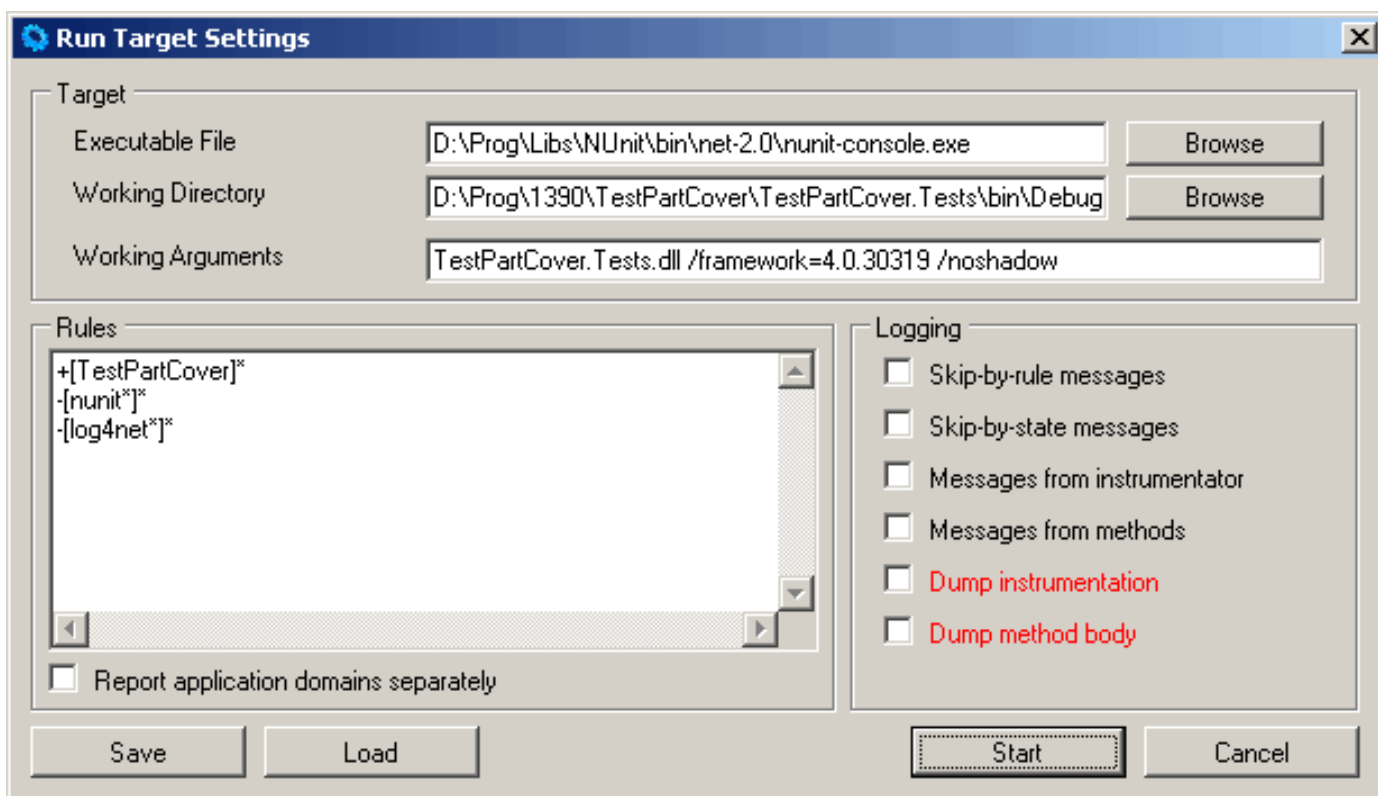 Run Target Settings
Target
Executable File
D:\Prog\Libs\NUnit\bin\net-2.0\nunit-console.exe
Browse
Working Directory
D:\Prog\1390\TestPartCover\TestPartCover.Tests\bin\Debug
Browse
Working Arguments
TestPartCover.Tests.dll /framework=4.0.30319 /noshadow
Rules
+[TestPartCover]*
-[nunit*]*
-[log4net*]*
Report application domains separately
Logging
Skip-by-rule messages
Skip-by-state messages
Messages from instrumentator
Messages from methods
Dump instrumentation
Dump method body
Save
Load
Start
Cancel